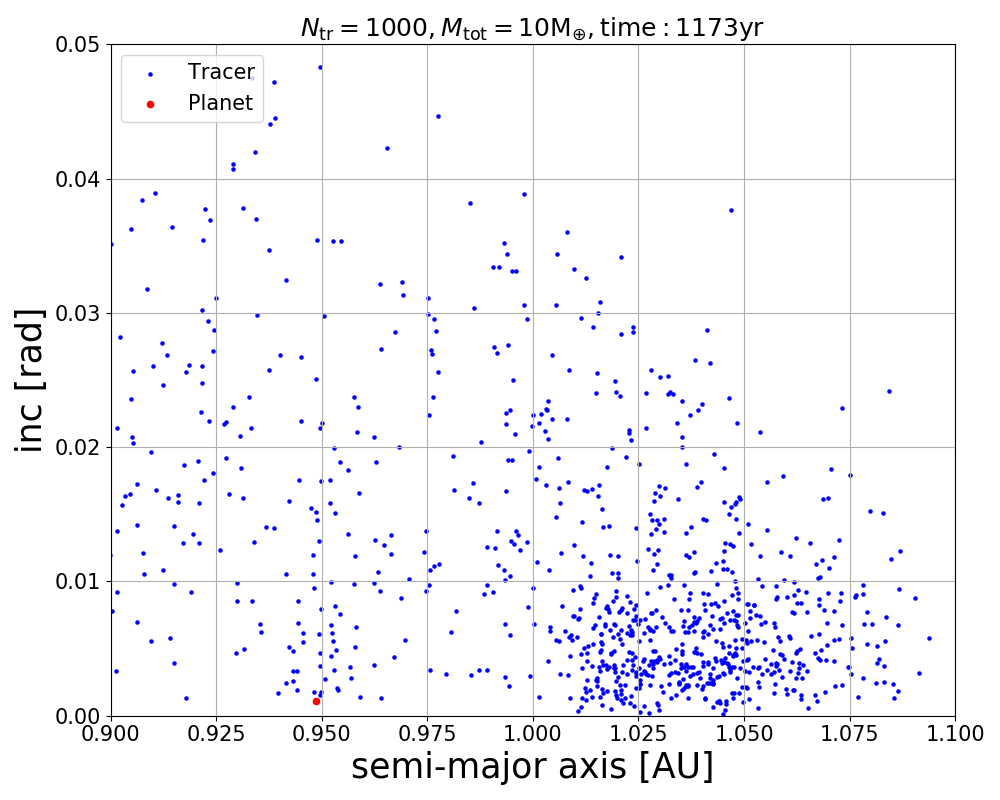 N_tr = 1000, M_tot = 10M_⊕, time : 1173yr
0.05
Tracer
Planet
0.04
0.03
inc [rad]
0.02
0.01
0.00
0.900 0.925 0.950 0.975 1.000 1.025 1.050 1.075 1.100
semi-major axis [AU]